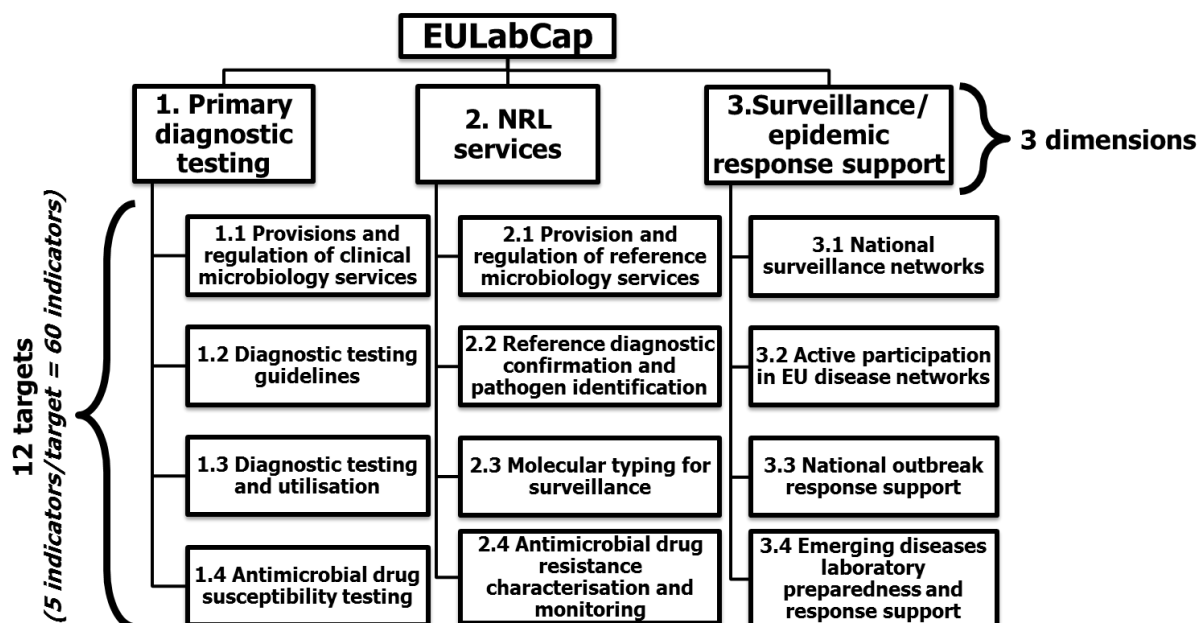 EULabCap
1. Primary
diagnostic
testing
2. NRL
services
3.Surveillance/
epidemic
response support
3 dimensions
12 targets
(5 indicators/target = 60 indicators)
1.1 Provisions and
regulation of clinical
microbiology services
1.2 Diagnostic testing
guidelines
1.3 Diagnostic testing
and utilisation
1.4 Antimicrobial drug
susceptibility testing
2.1 Provision and
regulation of reference
microbiology services
2.2 Reference diagnostic
confirmation and
pathogen identification
2.3 Molecular typing for
surveillance
2.4 Antimicrobial drug
resistance
characterisation and
monitoring
3.1 National
surveillance networks
3.2 Active participation
in EU disease networks
3.3 National outbreak
response support
3.4 Emerging diseases
laboratory
preparedness and
response support